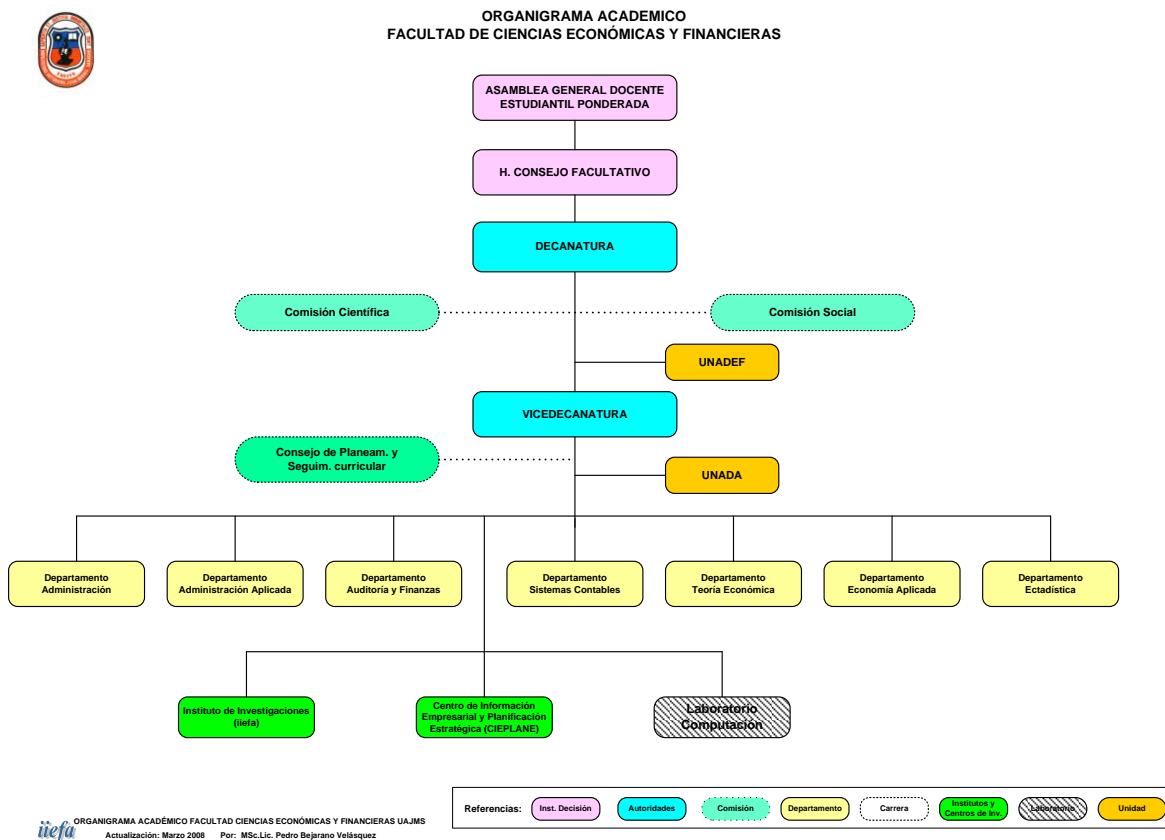 ORGANIGRAMA ACADEMICO
FACULTAD DE CIENCIAS ECONÓMICAS Y FINANCIERAS
ASAMBLEA GENERAL DOCENTE
ESTUDIANTIL PONDERADA
H. CONSEJO FACULTATIVO
DECANATURA
Comisión Científica
Comisión Social
UNADEF
VICEDECANATURA
Consejo de Planeam. y
Seguim. curricular
UNADA
Departamento
Administración
Departamento
Administración Aplicada
Departamento
Auditoría y Finanzas
Departamento
Sistemas Contables
Departamento
Teoría Económica
Departamento
Economía Aplicada
Departamento
Ectadística
Instituto de Investigaciones
(iiefa)
Centro de Información
Empresarial y Planificación
Estratégica (CIEPLANE)
Laboratorio
Computación
Referencias:
Inst. Decisión
Autoridades
Comisión
Departamento
Carrera
Institutos y
Centros de Inv.
Laboratorio
Unidad
iiefa
ORGANIGRAMA ACADÉMICO FACULTAD CIENCIAS ECONÓMICAS Y FINANCIERAS UAJMS
Actualización: Marzo 2008 Por: MSc.Lic. Pedro Bejarano Velásquez